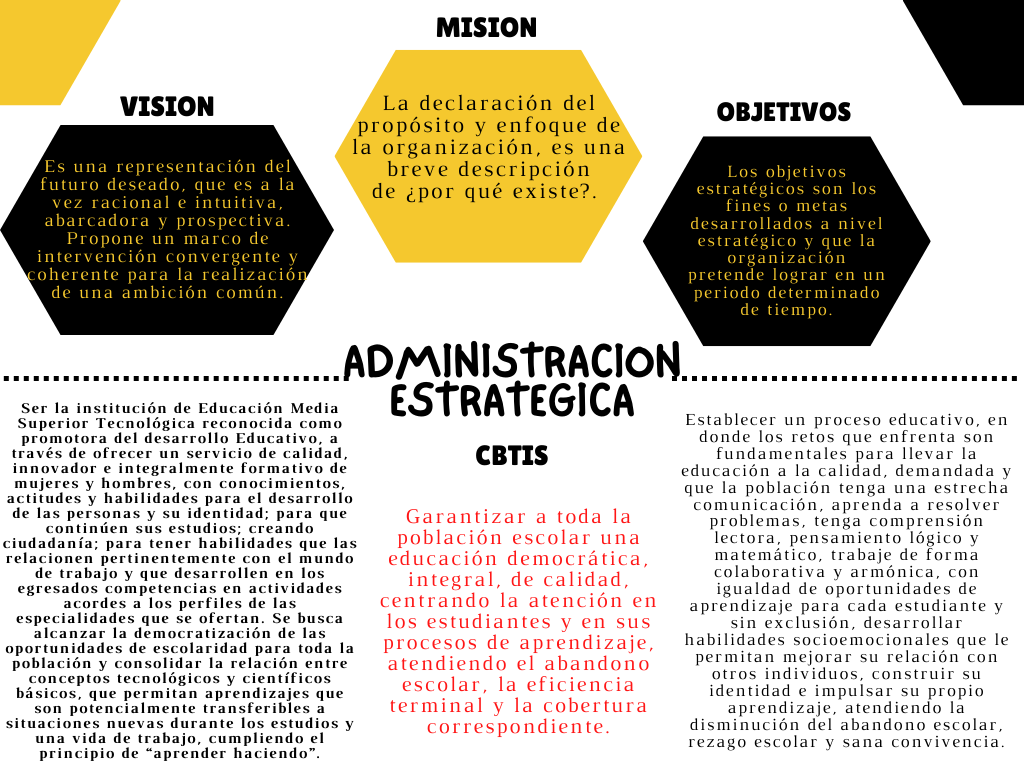 MISION
La declaración del
propósito y enfoque de
la organización, es una
breve descripción
de ¿por qué existe?.
VISION
Es una representación del
futuro deseado, que es a la
vez racional e intuitiva,
abarcadora y prospectiva.
Propone un marco de
intervención convergente y
coherente para la realización
de una ambición común.
OBJETIVOS
Los objetivos
estratégicos son los
fines o metas
desarrollados a nivel
estratégico y que la
organización
pretende lograr en un
periodo determinado
de tiempo.
ADMINISTRACION
ESTRATEGICA
CBTIS
Ser la institución de Educación Media
Superior Tecnológica reconocida como
promotora del desarrollo Educativo, a
través de ofrecer un servicio de calidad,
innovador e integralmente formativo de
mujeres y hombres, con conocimientos,
actitudes y habilidades para el desarrollo
de las personas y su identidad; para que
continúen sus estudios; creando
ciudadanía; para tener habilidades que las
relacionen pertinentemente con el mundo
de trabajo y que desarrollen en los
egresados competencias en actividades
acordes a los perfiles de las
especialidades que se ofertan. Se busca
alcanzar la democratización de las
oportunidades de escolaridad para toda la
población y consolidar la relación entre
conceptos tecnológicos y científicos
básicos, que permitan aprendizajes que
son potencialmente transferibles a
situaciones nuevas durante los estudios y
una vida de trabajo, cumpliendo el
principio de “aprender haciendo”.
Garantizar a toda la
población escolar una
educación democrática,
integral, de calidad,
centrando la atención en
los estudiantes y en sus
procesos de aprendizaje,
atendiendo el abandono
escolar, la eficiencia
terminal y la cobertura
correspondiente.
Establecer un proceso educativo, en
donde los retos que enfrenta son
fundamentales para llevar la
educación a la calidad, demandada y
que la población tenga una estrecha
comunicación, aprenda a resolver
problemas, tenga comprensión
lectora, pensamiento lógico y
matemático, trabaje de forma
colaborativa y armónica, con
igualdad de oportunidades de
aprendizaje para cada estudiante y
sin exclusión, desarrollar
habilidades socioemocionales que le
permitan mejorar su relación con
otros individuos, construir su
identidad e impulsar su propio
aprendizaje, atendiendo la
disminución del abandono escolar,
rezago escolar y sana convivencia.